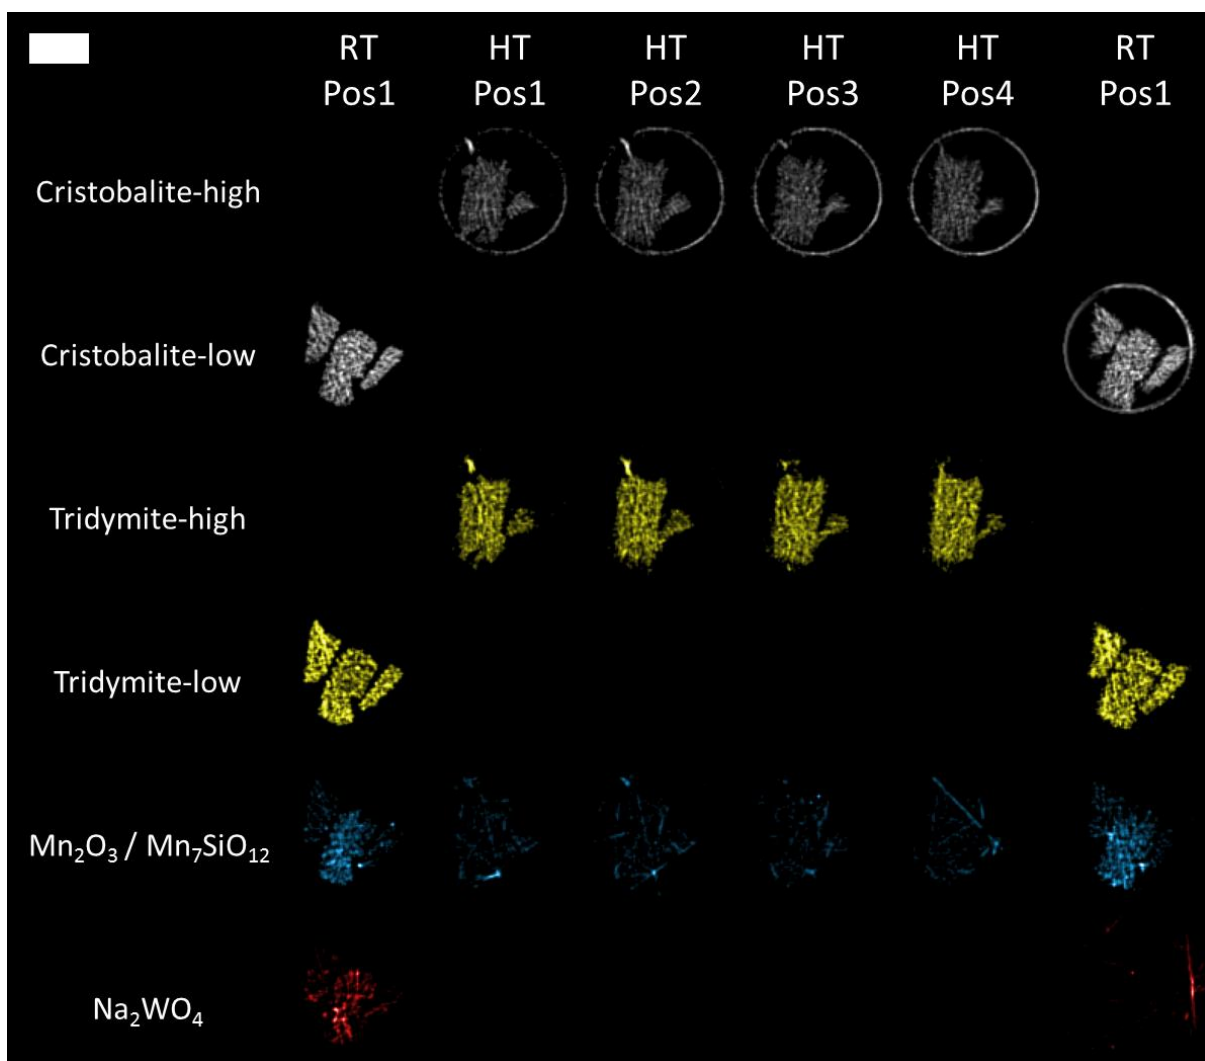 RT HT HT HT HT RT
Pos1 Pos1 Pos2 Pos3 Pos4 Pos1
Cristobalite-high
Cristobalite-low
Tridymite-high
Tridymite-low
Mn₂O₃ / Mn₇SiO₁₂
Na₂WO₄